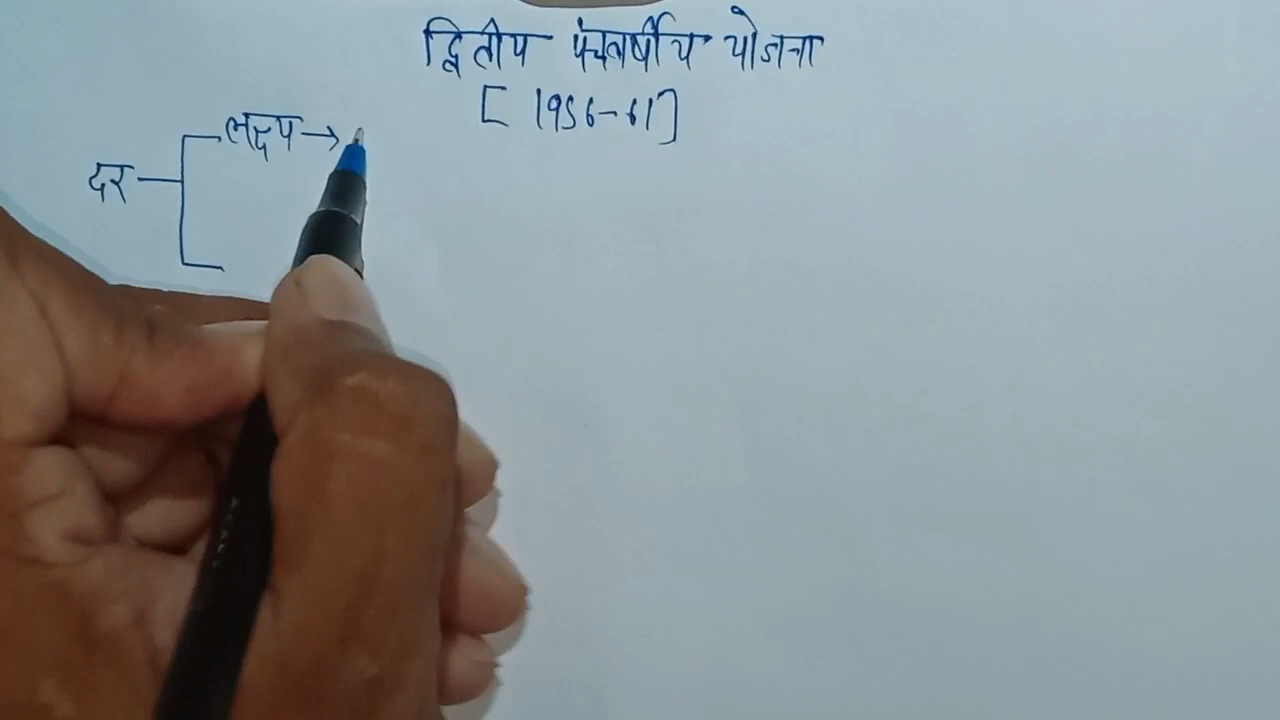 द्वितीय पंचवर्षीय योजना
[ 1956-61]
लक्ष्य →
दर